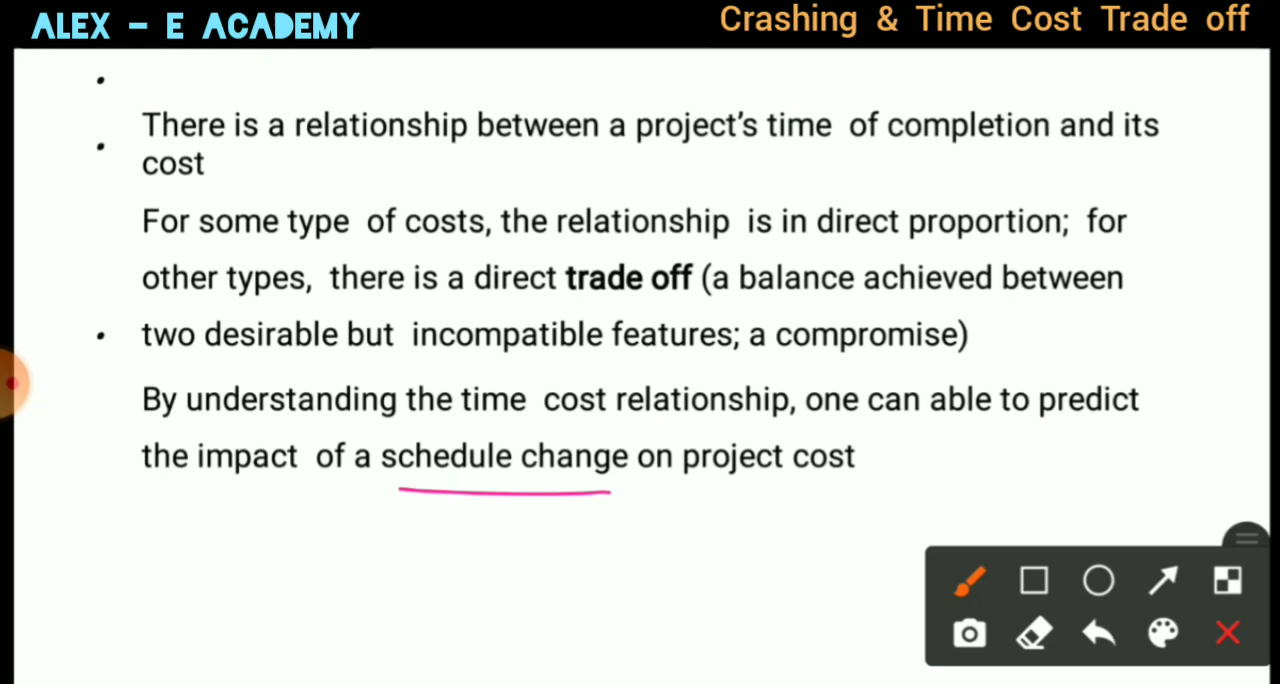 ALEX - E ACADEMY
Crashing & Time Cost Trade off
There is a relationship between a project's time of completion and its
cost
For some type of costs, the relationship is in direct proportion; for
other types, there is a direct trade off (a balance achieved between
two desirable but incompatible features; a compromise)
By understanding the time cost relationship, one can able to predict
the impact of a schedule change on project cost